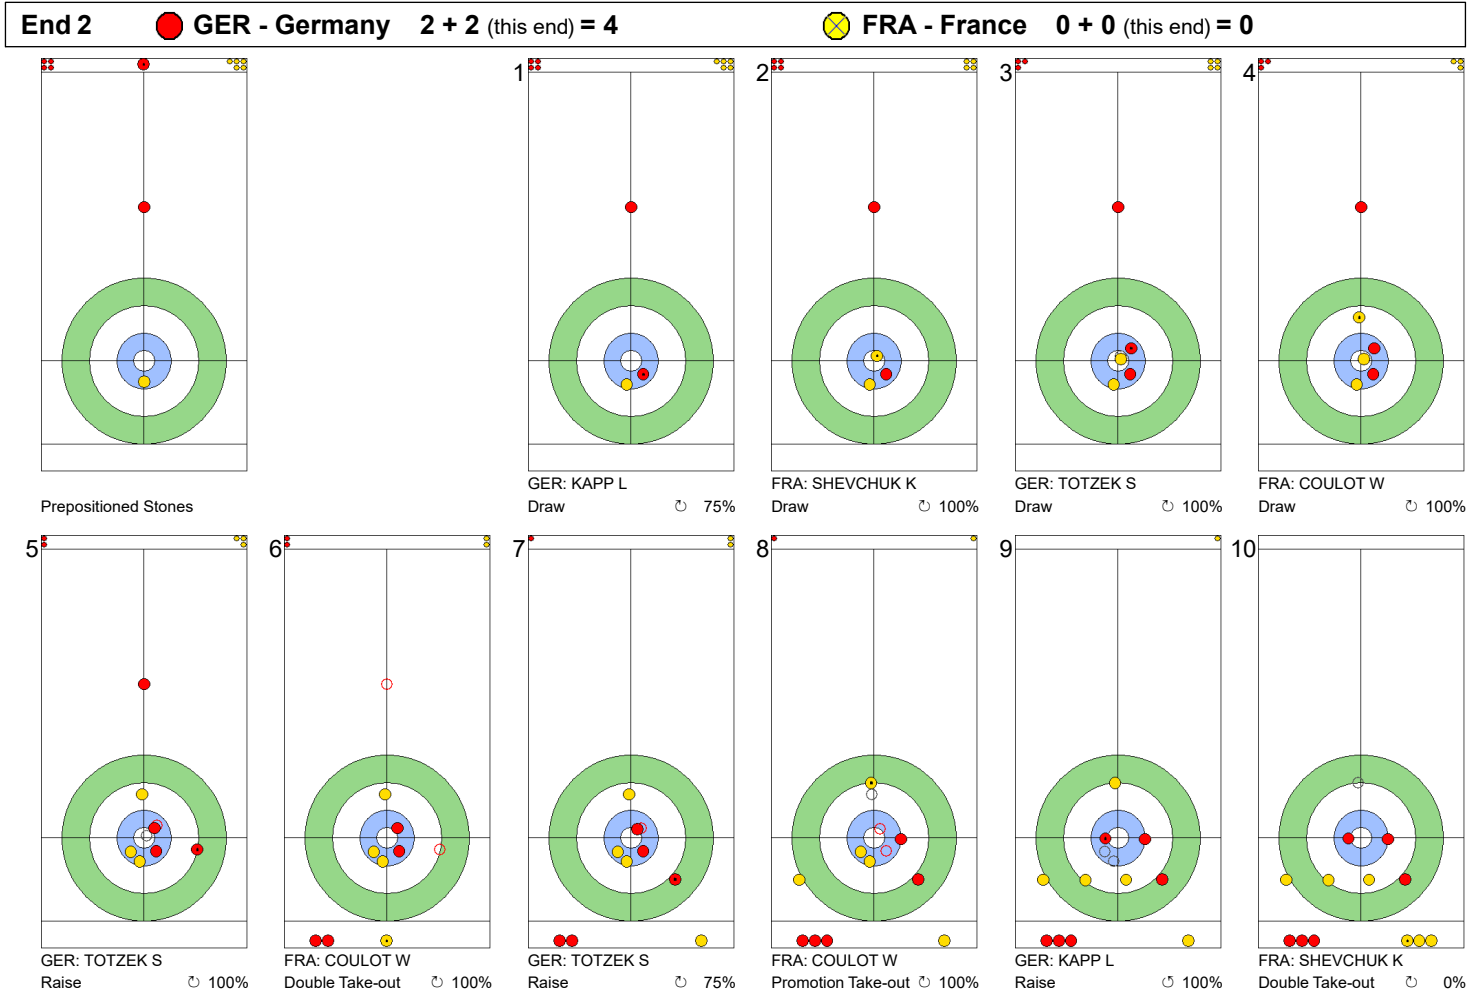 End 2 GER - Germany 2 + 2 (this end) = 4 FRA - France 0 + 0 (this end) = 0
1 2 3 4
Prepositioned Stones
GER: KAPP L
Draw ↻ 75%
FRA: SHEVCHUK K
Draw ↻ 100%
GER: TOTZEK S
Draw ↻ 100%
FRA: COULOT W
Draw ↻ 100%
5 6 7 8 9 10
GER: TOTZEK S
Raise ↻ 100%
FRA: COULOT W
Double Take-out ↻ 100%
GER: TOTZEK S
Raise ↻ 75%
FRA: COULOT W
Promotion Take-out ↻ 100%
GER: KAPP L
Raise ↺ 100%
FRA: SHEVCHUK K
Double Take-out ↻ 0%